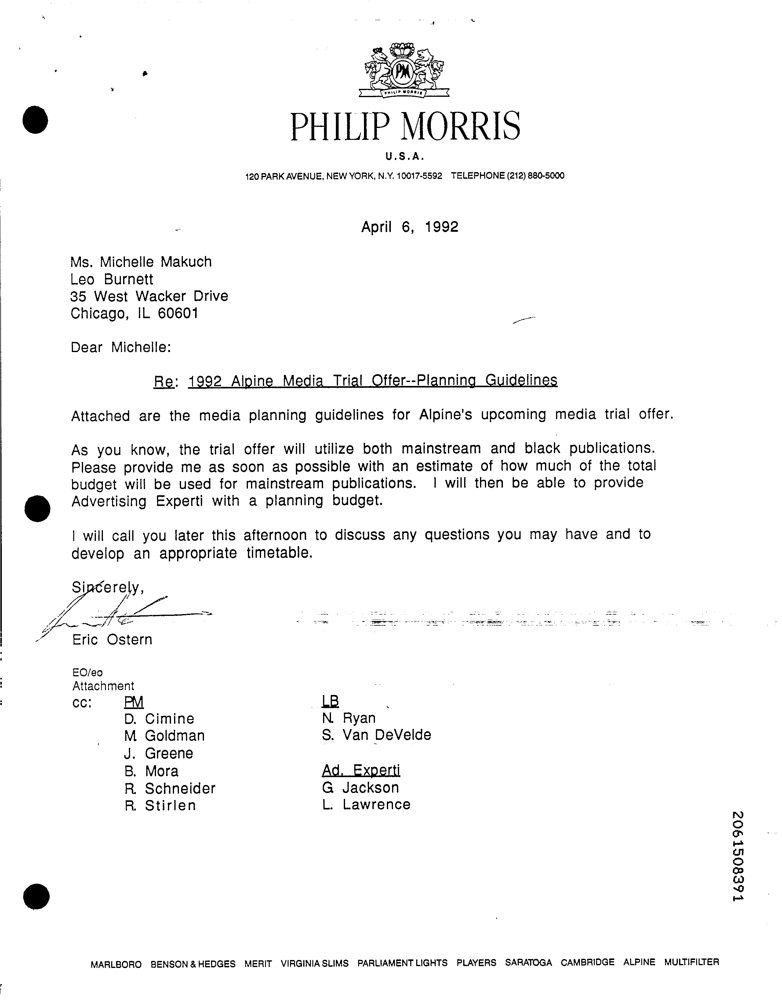 PM
PHILIP MORRIS
PHILIP MORRIS
U.S.A.
120 PARK AVENUE, NEW YORK, N.Y. 10017-5592 TELEPHONE (212) 880-5000
April 6, 1992
Ms. Michelle Makuch
Leo Burnett
35 West Wacker Drive
Chicago, IL 60601
Dear Michelle:
Re: 1992 Alpine Media Trial Offer--Planning Guidelines
Attached are the media planning guidelines for Alpine's upcoming media trial offer.
As you know, the trial offer will utilize both mainstream and black publications.
Please provide me as soon as possible with an estimate of how much of the total
budget will be used for mainstream publications. I will then be able to provide
Advertising Experti with a planning budget.
I will call you later this afternoon to discuss any questions you may have and to
develop an appropriate timetable.
Sincerely,
Eric Ostern
EO/eo
Attachment
cc: PM
D. Cimine
M. Goldman
J. Greene
B. Mora
R. Schneider
R. Stirlen
LB
N. Ryan
S. Van DeVelde
Ad. Experti
G. Jackson
L. Lawrence
2061508391
MARLBORO BENSON & HEDGES MERIT VIRGINIA SLIMS PARLIAMENT LIGHTS PLAYERS SARATOGA CAMBRIDGE ALPINE MULTIFILTER